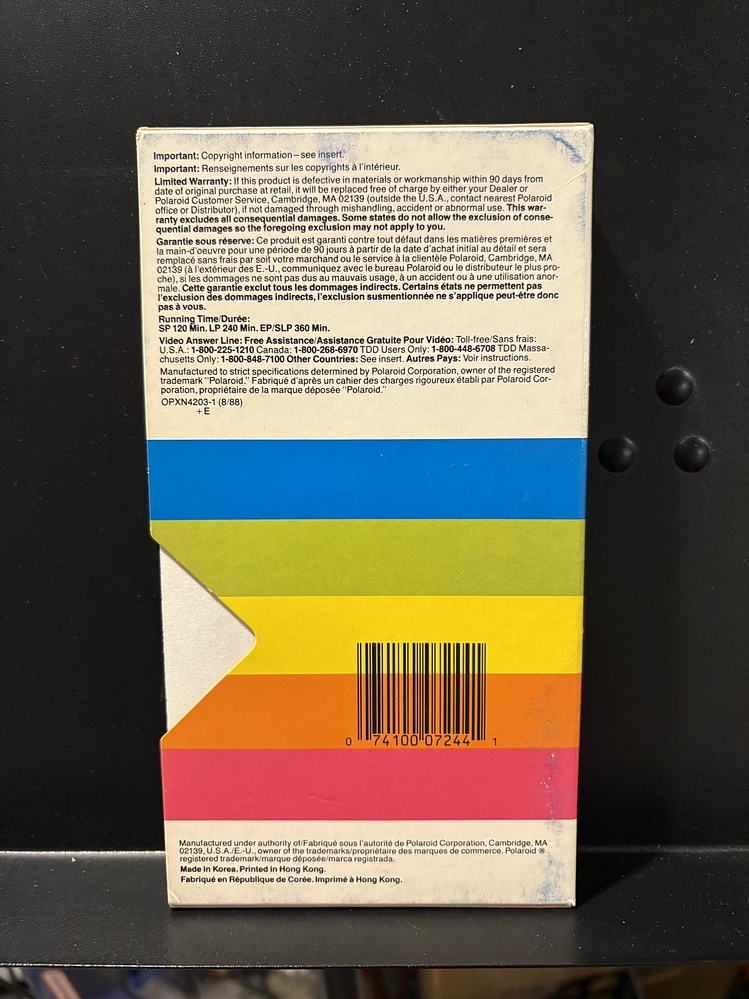 Important: Copyright information – see insert.
Important: Renseignements sur les copyrights à l'intérieur.
Limited Warranty: If this product is defective in materials or workmanship within 90 days from
date of original purchase at retail, it will be replaced free of charge by either your Dealer or
Polaroid Customer Service, Cambridge, MA 02139 (outside the U.S.A., contact nearest Polaroid
office or Distributor), if not damaged through mishandling, accident or abnormal use. This war-
ranty excludes all consequential damages. Some states do not allow the exclusion of conse-
quential damages so the foregoing exclusion may not apply to you.
Garantie sous réserve: Ce produit est garanti contre tout défaut dans les matières premières et
la main-d'oeuvre pour une période de 90 jours à partir de la date d'achat initial au détail et sera
remplacé sans frais par soit votre marchand ou le service à la clientèle Polaroid, Cambridge, MA
02139 (à l'extérieur des E.-U., communiquez avec le bureau Polaroid ou le distributeur le plus pro-
che), si les dommages ne sont pas dus au mauvais usage, à un accident ou à une utilisation anor-
male. Cette garantie exclut tous les dommages indirects. Certains états ne permettent pas
l'exclusion des dommages indirects, l'exclusion susmentionnée ne s'applique peut-être donc
pas à vous.
Running Time/Durée:
SP 120 Min. LP 240 Min. EP/SLP 360 Min.
Video Answer Line: Free Assistance/Assistance Gratuite Pour Vidéo: Toll-free/Sans frais:
U.S.A.: 1-800-225-1210 Canada: 1-800-268-6970 TDD Users Only: 1-800-448-6708 TDD Massa-
chusetts Only: 1-800-848-7100 Other Countries: See insert. Autres Pays: Voir instructions.
Manufactured to strict specifications determined by Polaroid Corporation, owner of the registered
trademark "Polaroid." Fabriqué d'après un cahier des charges rigoureux établi par Polaroid Cor-
poration, propriétaire de la marque déposée "Polaroid."
OPXN4203-1 (8/88)
+E
0 74100 07244 1
Manufactured under authority of/Fabriqué sous l'autorité de Polaroid Corporation, Cambridge, MA
02139, U.S.A./E.-U., owner of the trademarks/propriétaire des marques de commerce. Polaroid ®
registered trademark/marque déposée/marca registrada.
Made in Korea. Printed in Hong Kong.
Fabriqué en République de Corée. Imprimé à Hong Kong.